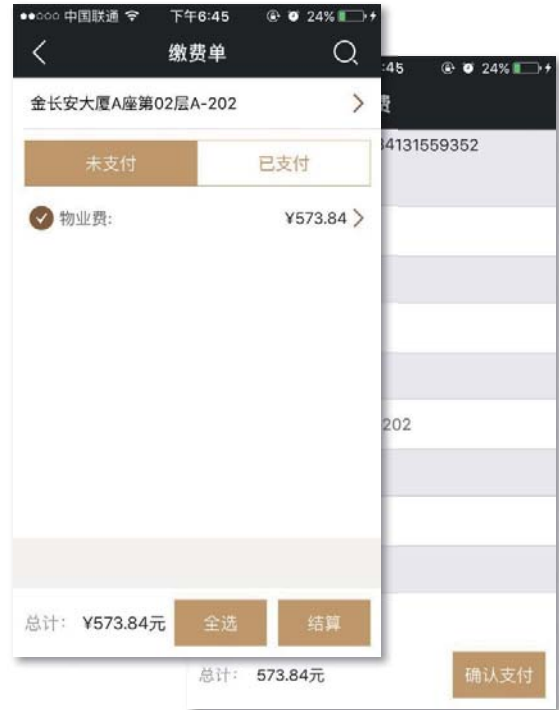 中国联通 下午6:45 24%
缴费单
金长安大厦A座第02层A-202
未支付 已支付
物业费: ¥573.84
总计: ¥573.84元 全选 结算
:45 24%
费
34131559352
202
总计: 573.84元 确认支付